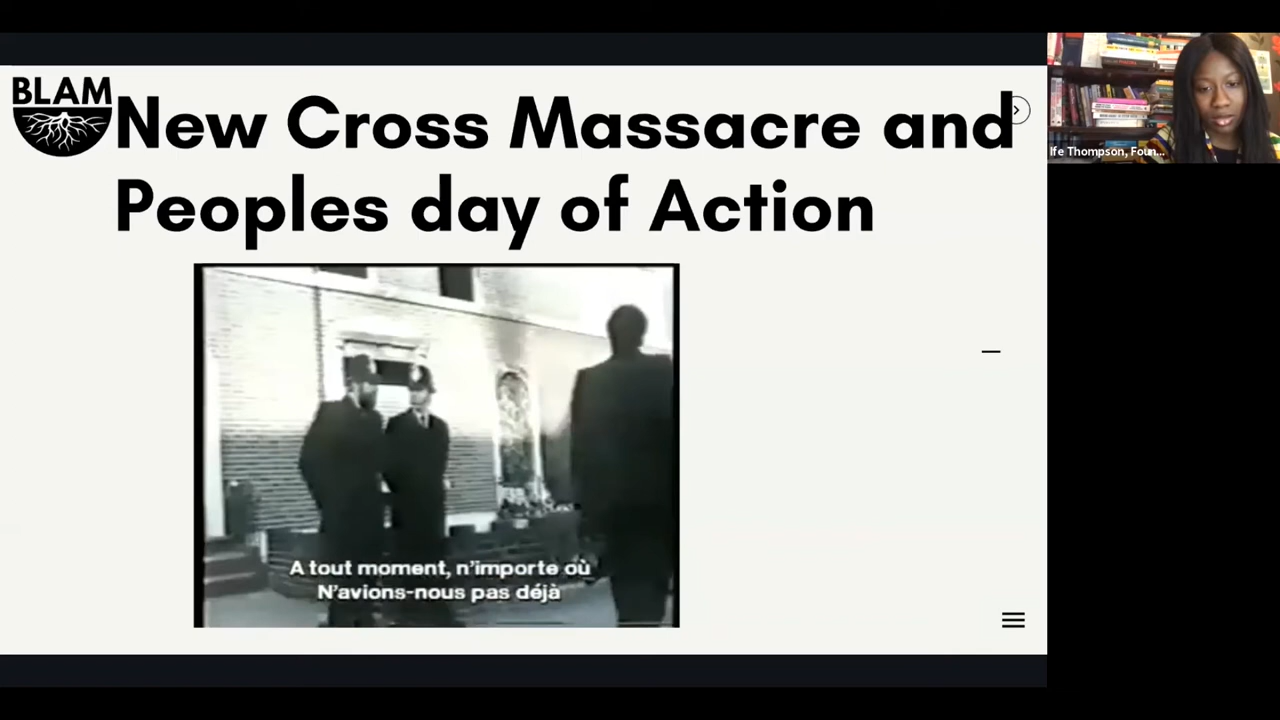 BLAM
New Cross Massacre and
Peoples day of Action
Ife Thompson, Foun...
A tout moment, n'importe où
N'avions-nous pas déjà